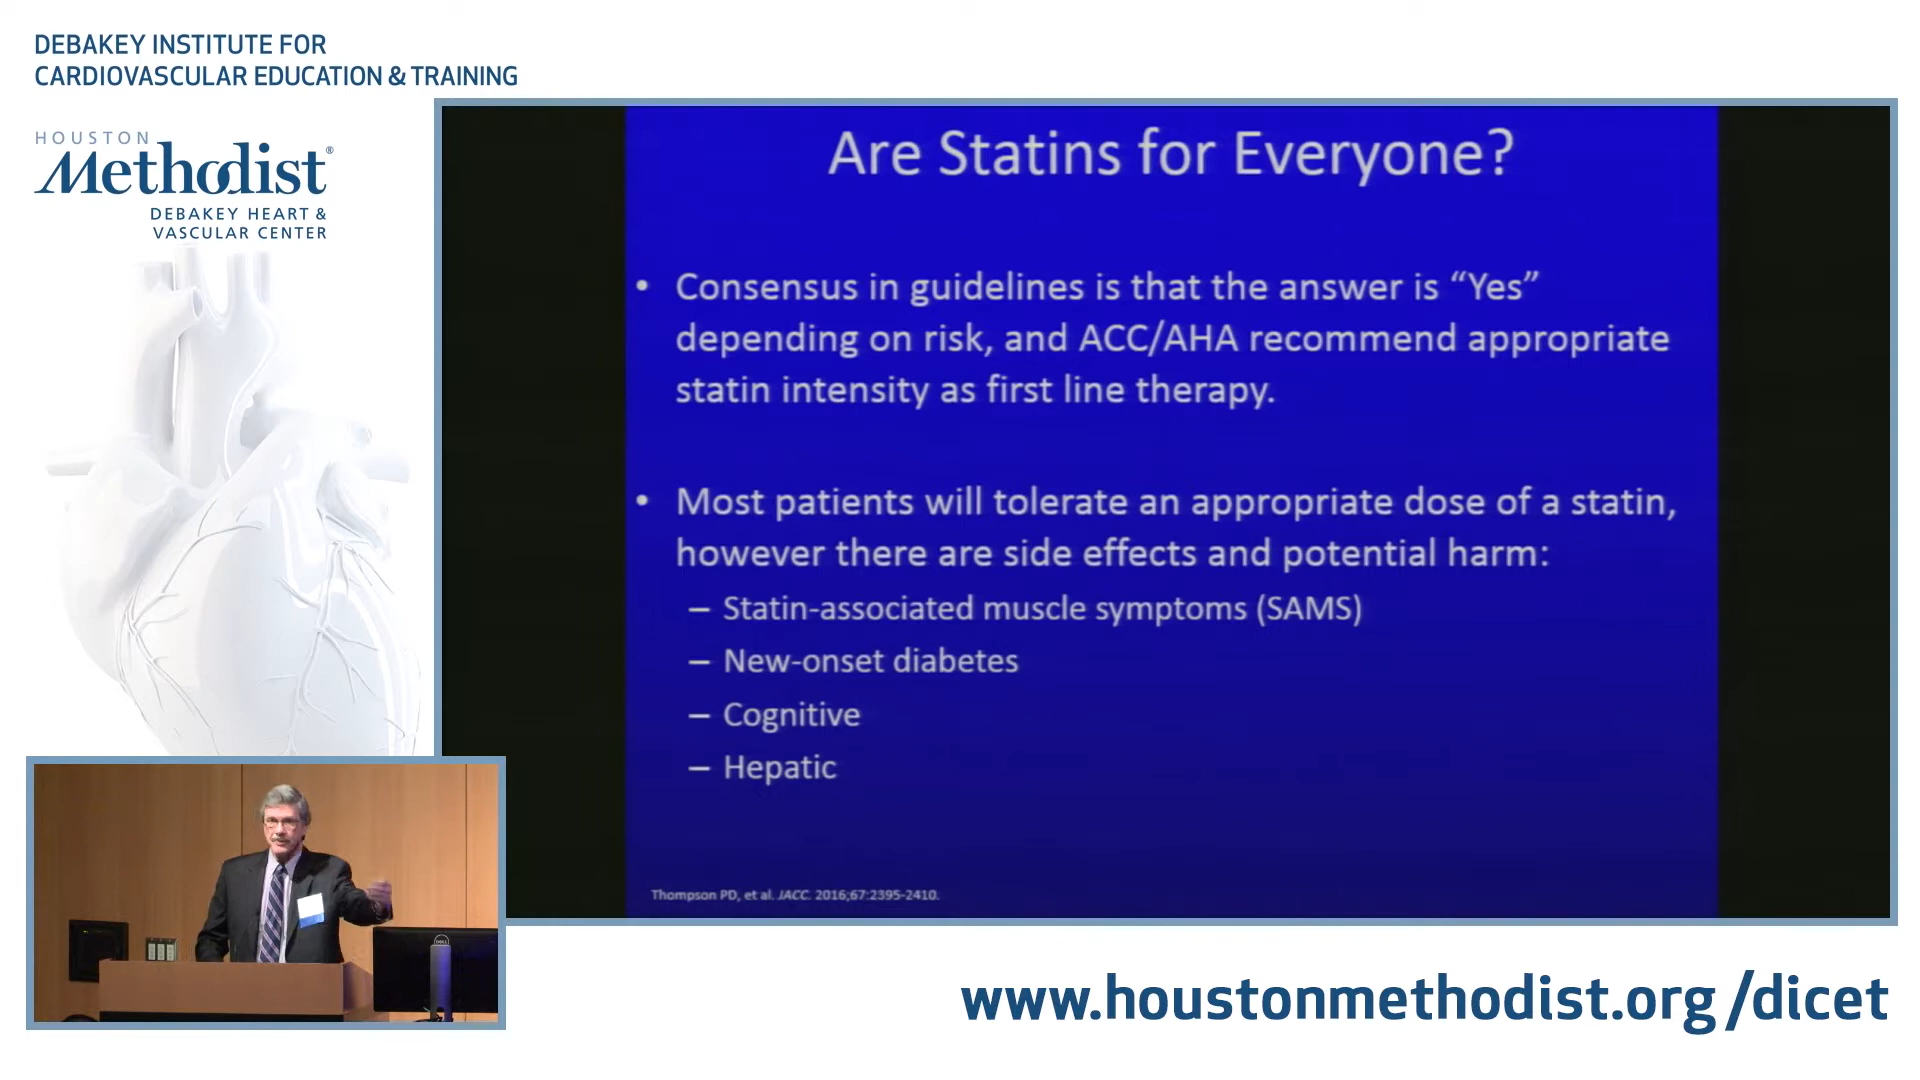 DEBAKEY INSTITUTE FOR
CARDIOVASCULAR EDUCATION & TRAINING
HOUSTON
Methodist®
DEBAKEY HEART &
VASCULAR CENTER
Are Statins for Everyone?
• Consensus in guidelines is that the answer is “Yes”
depending on risk, and ACC/AHA recommend appropriate
statin intensity as first line therapy.
• Most patients will tolerate an appropriate dose of a statin,
however there are side effects and potential harm:
– Statin-associated muscle symptoms (SAMS)
– New-onset diabetes
– Cognitive
– Hepatic
Thompson PD, et al. JACC. 2016;67:2395-2410.
DELL
www.houstonmethodist.org/dicet